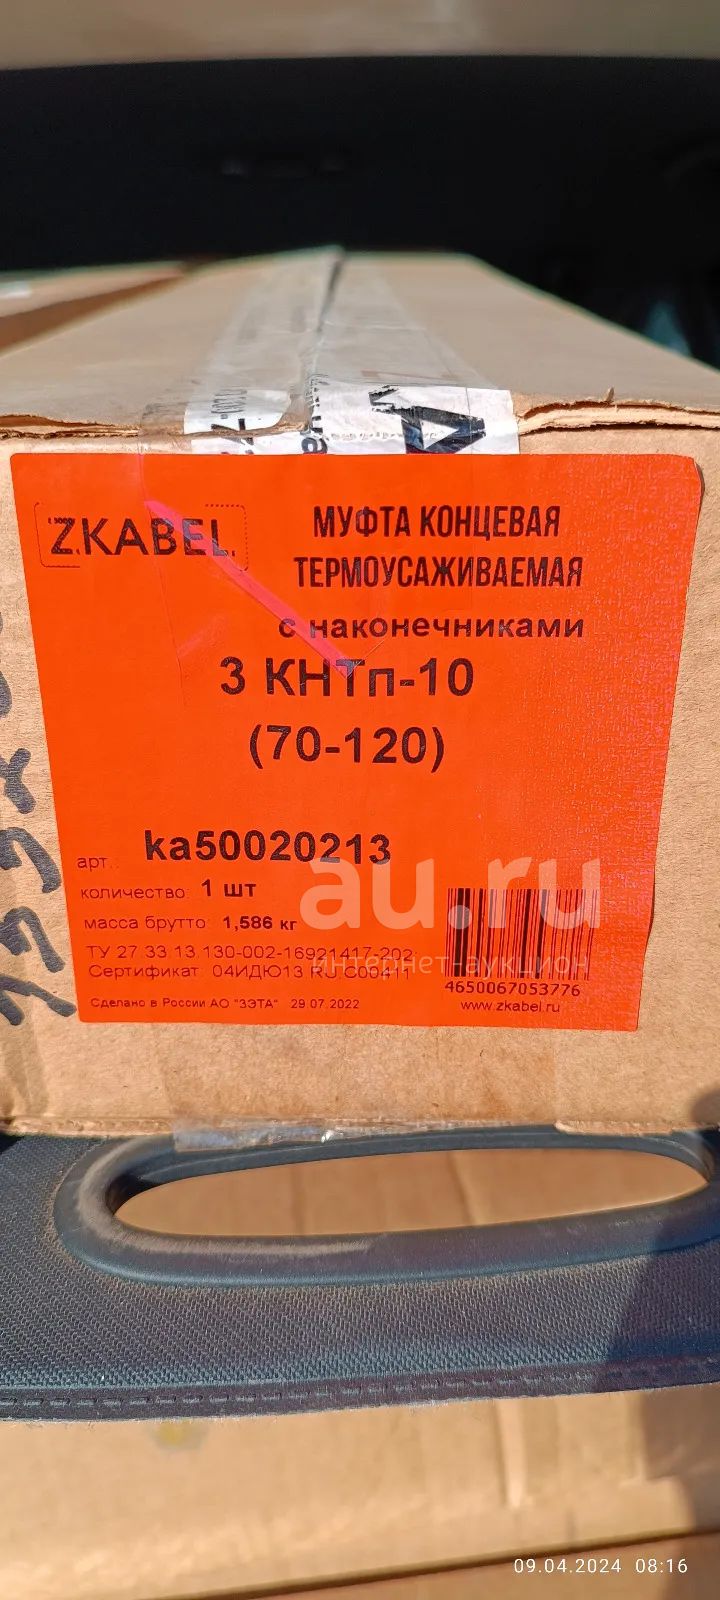 ZKABEL
МУФТА КОНЦЕВАЯ
ТЕРМОУСАЖИВАЕМАЯ
с наконечниками
3 КНТп-10
(70-120)
арт.: ka50020213
количество: 1 шт
масса брутто: 1,586 кг
ТУ 27.33.13.130-002-16921417-202
Сертификат: 04ИДЮ13 RU.C00411
Сделано в России АО "ЗЭТА" 29.07.2022
4650067053776
www.zkabel.ru
au.ru
интернет-аукцион
09.04.2024 08:16